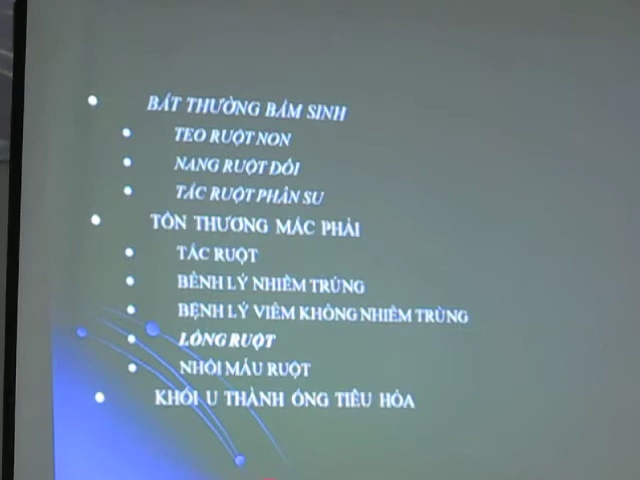 BẤT THƯỜNG BẨM SINH
TEO RUỘT NON
NANG RUỘT ĐÔI
TẮC RUỘT PHÂN SU
TỔN THƯƠNG MẮC PHẢI
TẮC RUỘT
BỆNH LÝ NHIỄM TRÙNG
BỆNH LÝ VIÊM KHÔNG NHIỄM TRÙNG
LỒNG RUỘT
NHỒI MÁU RUỘT
KHỐI U THÀNH ỐNG TIÊU HÓA